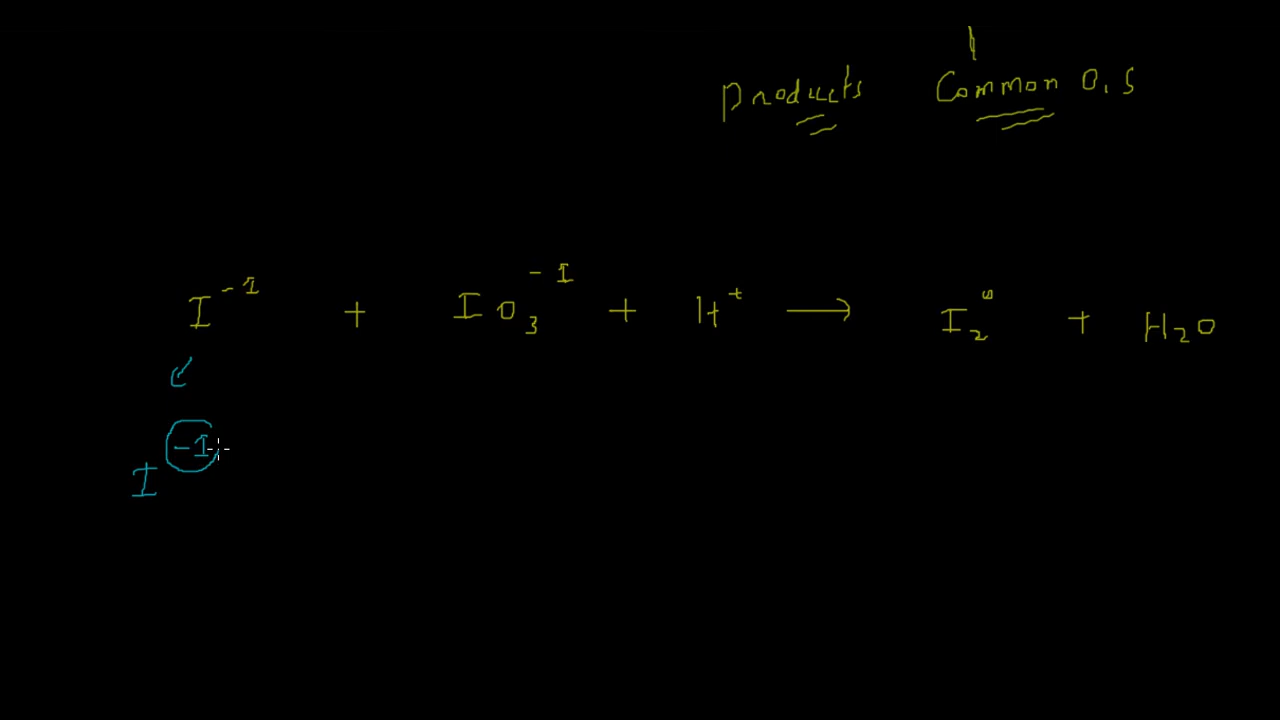 Products Common O.S
I⁻¹ + IO₃⁻¹ + H⁺ → I₂⁰ + H₂O
I⁻¹